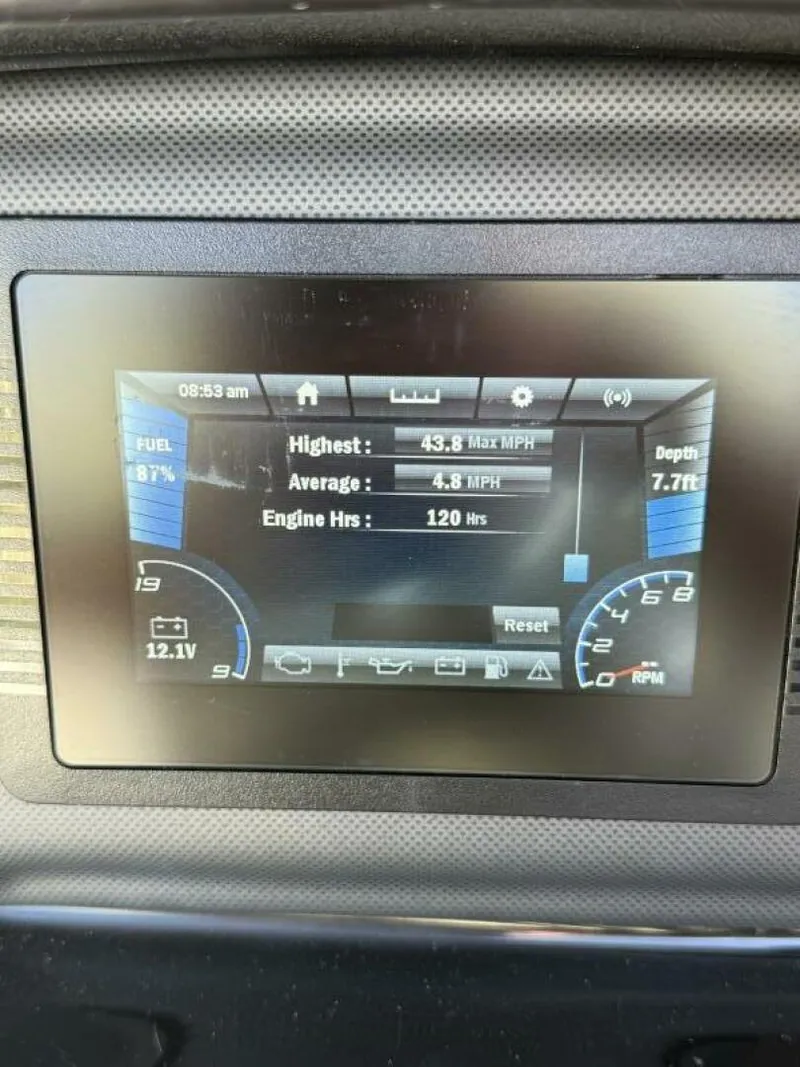 08:53 am
FUEL
87%
Highest: 43.8 Max MPH
Average: 4.8 MPH
Engine Hrs: 120 Hrs
Depth
7.7ft
19
12.1V
9
Reset
8
6
4
2
0
RPM